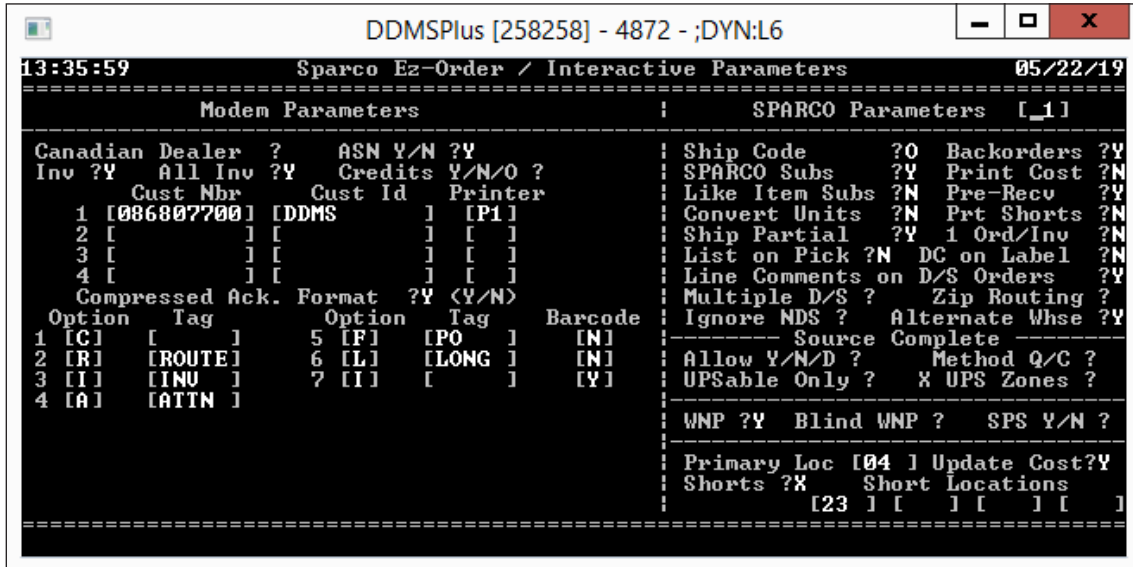 DDMSPlus [258258] - 4872 - ;DYN:L6
13:35:59 Sparco Ez-Order / Interactive Parameters 05/22/19
Modem Parameters | SPARCO Parameters [_1]
Canadian Dealer ? ASN Y/N ?Y | Ship Code ?O Backorders ?Y
Inv ?Y All Inv ?Y Credits Y/N/O ? | SPARCO Subs ?Y Print Cost ?N
Cust Nbr Cust Id Printer | Like Item Subs ?N Pre-Recv ?Y
1 [086807700] [DDMS ] [P1] | Convert Units ?N Prt Shorts ?N
2 [ ] [ ] [ ] | Ship Partial ?Y 1 Ord/Inv ?N
3 [ ] [ ] [ ] | List on Pick ?N DC on Label ?N
4 [ ] [ ] [ ] | Line Comments on D/S Orders ?Y
Compressed Ack. Format ?Y (Y/N) | Multiple D/S ? Zip Routing ?
Option Tag Option Tag Barcode | Ignore NDS ? Alternate Whse ?Y
1 [C] [ ] 5 [F] [PO ] [N] |------- Source Complete -------
2 [R] [ROUTE] 6 [L] [LONG ] [N] | Allow Y/N/D ? Method Q/C ?
3 [I] [INV ] 7 [I] [ ] [Y] | UPSable Only ? X UPS Zones ?
4 [A] [ATTN ]
WNP ?Y Blind WNP ? SPS Y/N ?
Primary Loc [04 ] Update Cost?Y
Shorts ?X Short Locations
[23 ] [ ] [ ] [ ]